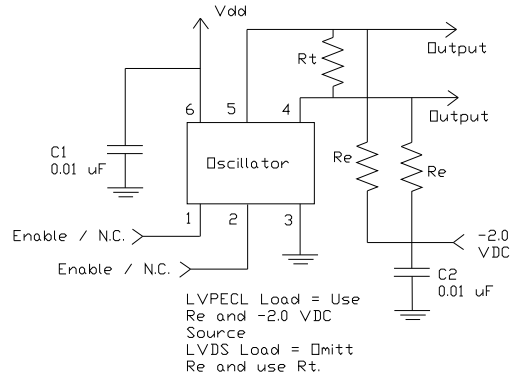 Vdd
Output
Rt
6
5
4
Output
C1
0.01 uF
Oscillator
Re
Re
1
2
3
Enable / N.C.
-2.0
VDC
Enable / N.C.
C2
0.01 uF
LVPECL Load = Use
Re and -2.0 VDC
Source
LVDS Load = Omitt
Re and use Rt.